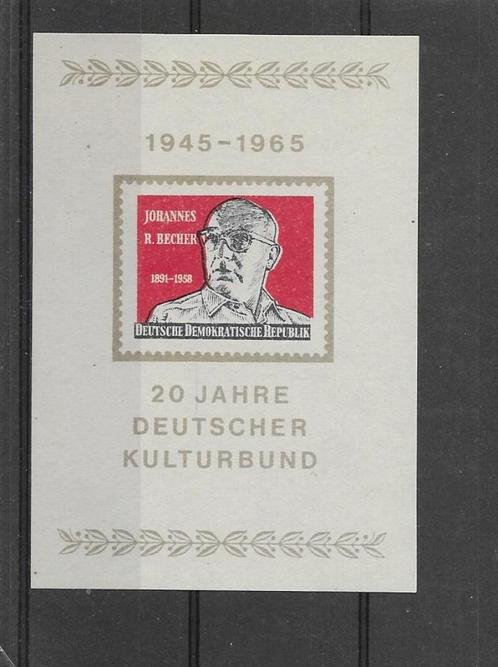 1945-1965
JOHANNES
R. BECHER
1891-1958
DEUTSCHE DEMOKRATISCHE REPUBLIK
20 JAHRE
DEUTSCHER
KULTURBUND